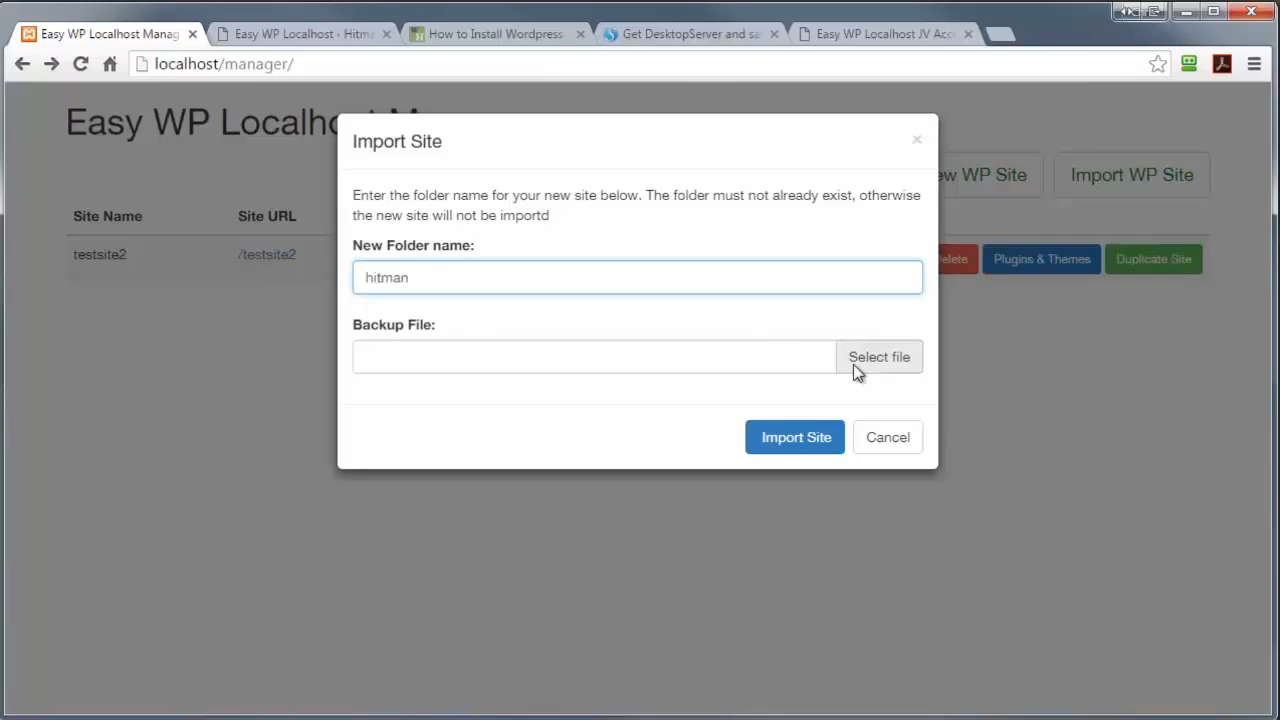 Easy WP Localhost Manag
Easy WP Localhost ‹ Hitma
How to Install Wordpress
Get DesktopServer and sa
Easy WP Localhost JV Acc
localhost/manager/
Easy WP Localho
Import Site
×
ew WP Site
Import WP Site
Enter the folder name for your new site below. The folder must not already exist, otherwise
the new site will not be importd
Site Name
Site URL
New Folder name:
testsite2
/testsite2
elete
Plugins & Themes
Duplicate Site
hitman
Backup File:
Select file
Import Site
Cancel